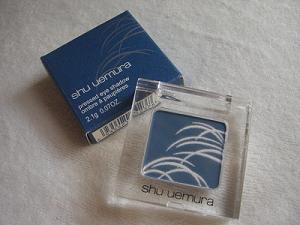 shu uemura
pressed eye shadow
ombre à paupières
2.1g 0.07OZ.
shu uemura